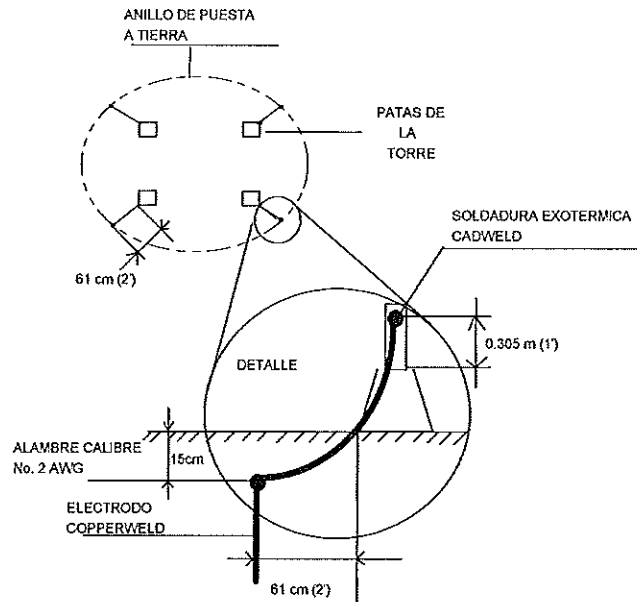 ANILLO DE PUESTA
A TIERRA
PATAS DE
LA
TORRE
SOLDADURA EXOTERMICA
CADWELD
61 cm (2')
0.305 m (1')
DETALLE
ALAMBRE CALIBRE
No. 2 AWG
15cm
ELECTRODO
COPPERWELD
61 cm (2')